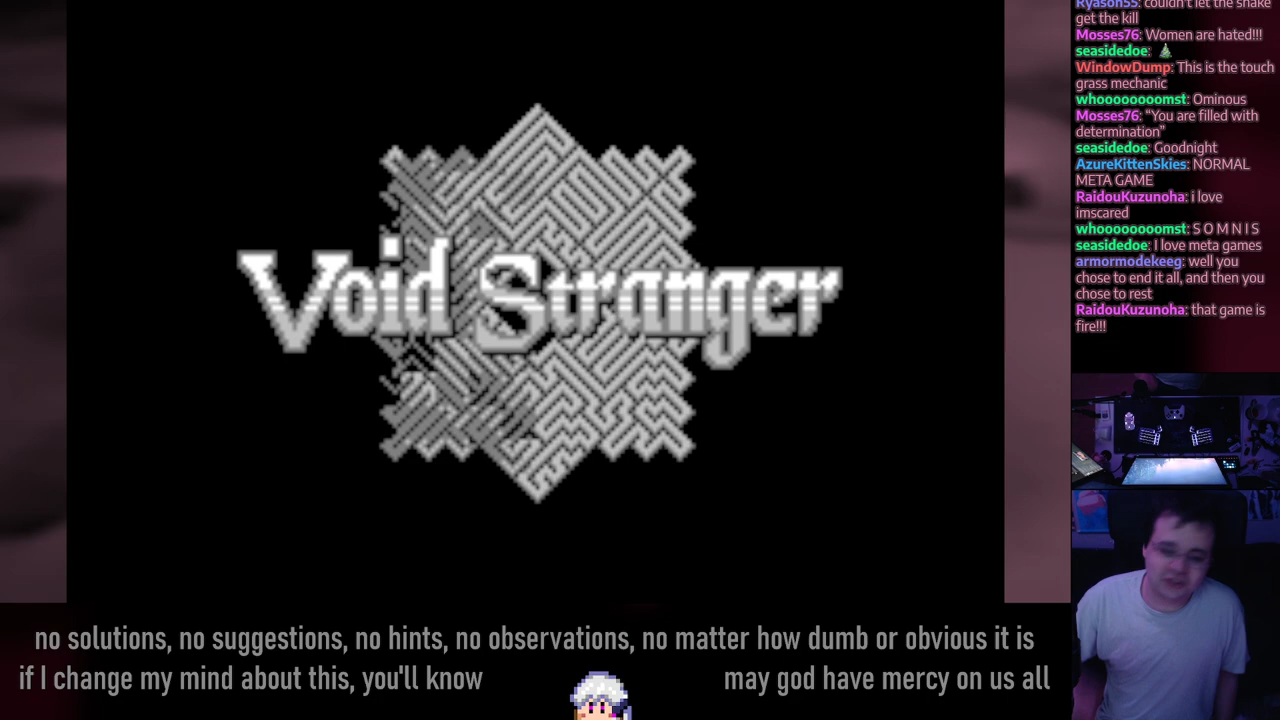 Void Stranger
Ryason55: couldn't let the snake
get the kill
Mosses76: Women are hated!!!
seasidedoe:
WindowDump: This is the touch
grass mechanic
whoooooooomst: Ominous
Mosses76: “You are filled with
determination”
seasidedoe: Goodnight
AzureKittenSkies: NORMAL
META GAME
RaidouKuzunoha: i love
imscared
whoooooooomst: S O M N I S
seasidedoe: I love meta games
armormodekeeg: well you
chose to end it all, and then you
chose to rest
RaidouKuzunoha: that game is
fire!!!
no solutions, no suggestions, no hints, no observations, no matter how dumb or obvious it is
if I change my mind about this, you'll know
may god have mercy on us all